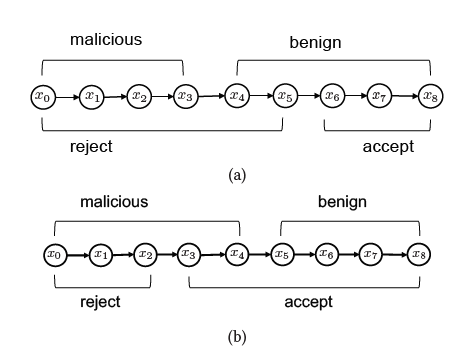 malicious benign
x0 x1 x2 x3 x4 x5 x6 x7 x8
reject accept
(a)
malicious benign
x0 x1 x2 x3 x4 x5 x6 x7 x8
reject accept
(b)